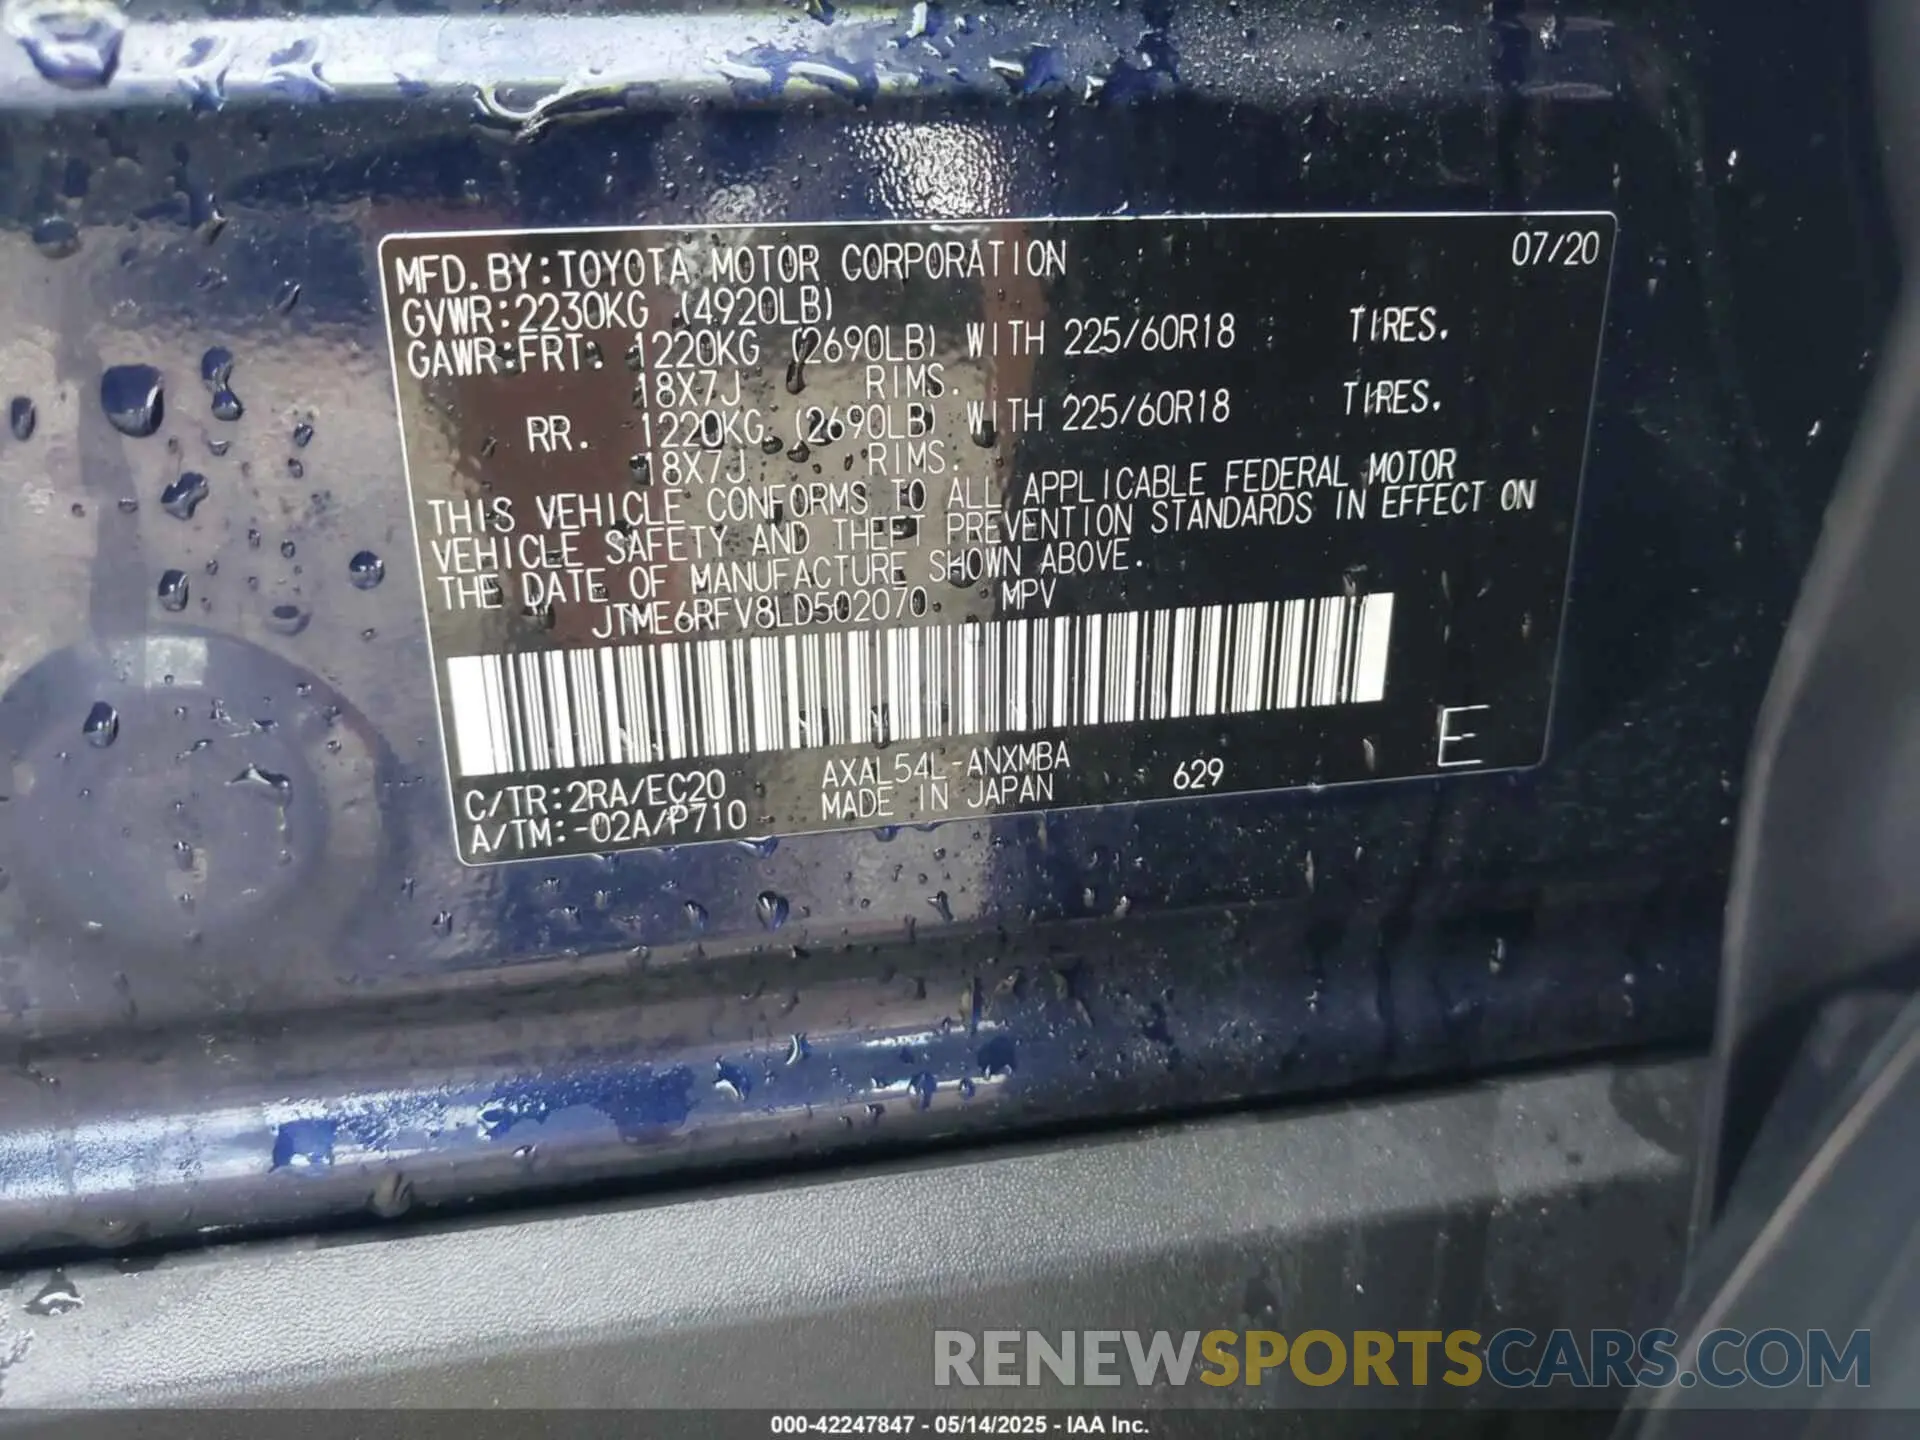 MFD.BY:TOYOTA MOTOR CORPORATION 07/20
GVWR:2230KG (4920LB)
GAWR:FRT. 1220KG (2690LB) WITH 225/60R18 TIRES.
18X7J RIMS.
RR. 1220KG (2690LB) WITH 225/60R18 TIRES.
18X7J RIMS.
THIS VEHICLE CONFORMS TO ALL APPLICABLE FEDERAL MOTOR
VEHICLE SAFETY AND THEFT PREVENTION STANDARDS IN EFFECT ON
THE DATE OF MANUFACTURE SHOWN ABOVE.
JTME6RFV8LD502070 MPV
C/TR:2RA/EC20 AXAL54L-ANXMBA 629 E
A/TM:-02A/P710 MADE IN JAPAN
RENEWSPORTSCARS.COM
000-42247847 - 05/14/2025 - IAA Inc.